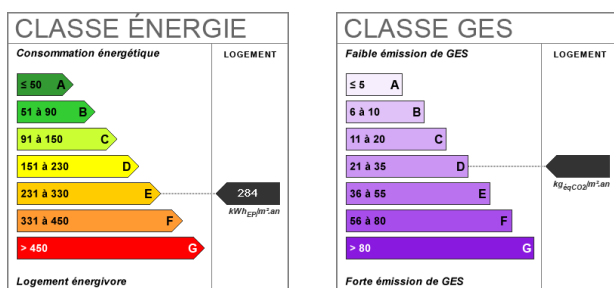 CLASSE ÉNERGIE
Consommation énergétique
LOGEMENT
≤ 50 A
51 à 90 B
91 à 150 C
151 à 230 D
231 à 330 E
284
kWhEP/m².an
331 à 450 F
> 450 G
Logement énergivore
CLASSE GES
Faible émission de GES
LOGEMENT
≤ 5 A
6 à 10 B
11 à 20 C
21 à 35 D
kgéqCO2/m².an
36 à 55 E
56 à 80 F
> 80 G
Forte émission de GES